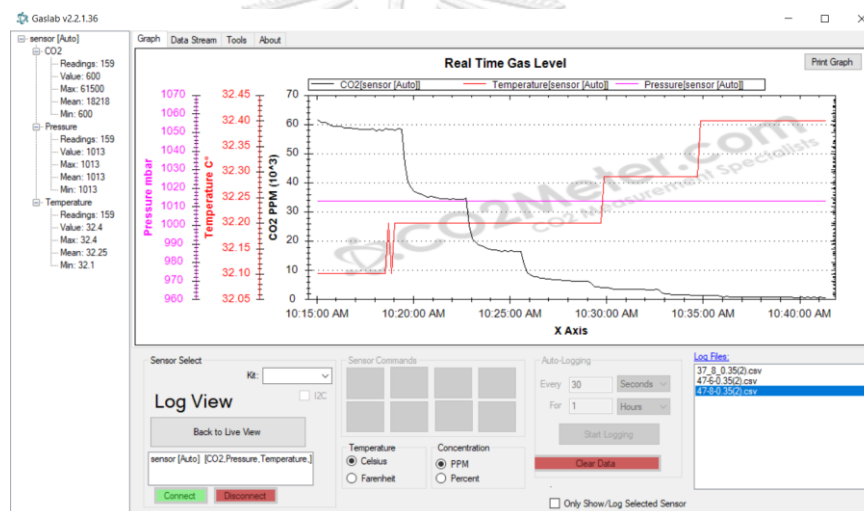 Gaslab v2.2.1.36
sensor [Auto]
CO2
Readings: 159
Value: 600
Max: 61500
Mean: 18218
Min: 600
Pressure
Readings: 159
Value: 1013
Max: 1013
Mean: 1013
Min: 1013
Temperature
Readings: 159
Value: 32.4
Max: 32.4
Mean: 32.25
Min: 32.1
Graph Data Stream Tools About
Real Time Gas Level
Print Graph
CO2[sensor [Auto]] Temperature[sensor [Auto]] Pressure[sensor [Auto]]
1070 32.45 70
1060 32.40 60
1050 32.35 50
1040 32.30 40
1030 32.25 30
1020 32.20 20
1010 32.15 10
1000 32.10 0
990 32.05
980
970
960
Pressure mbar
Temperature C°
CO2 PPM (10^3)
CO2Meter.com
CO2 Measurement Specialists
10:15:00 AM 10:20:00 AM 10:25:00 AM 10:30:00 AM 10:35:00 AM 10:40:00 AM
X Axis
Sensor Select
Kit:
I2C
Log View
Back to Live View
sensor [Auto] [CO2,Pressure,Temperature,]
Connect Disconnect
Sensor Commands
Temperature
Celsius
Farenheit
Concentration
PPM
Percent
Auto-Logging
Every 30 Seconds
For 1 Hours
Start Logging
Clear Data
Only Show/Log Selected Sensor
Log Files:
37_8_0.35(2).csv
47-6-0.35(2).csv
47-8-0.35(2).csv